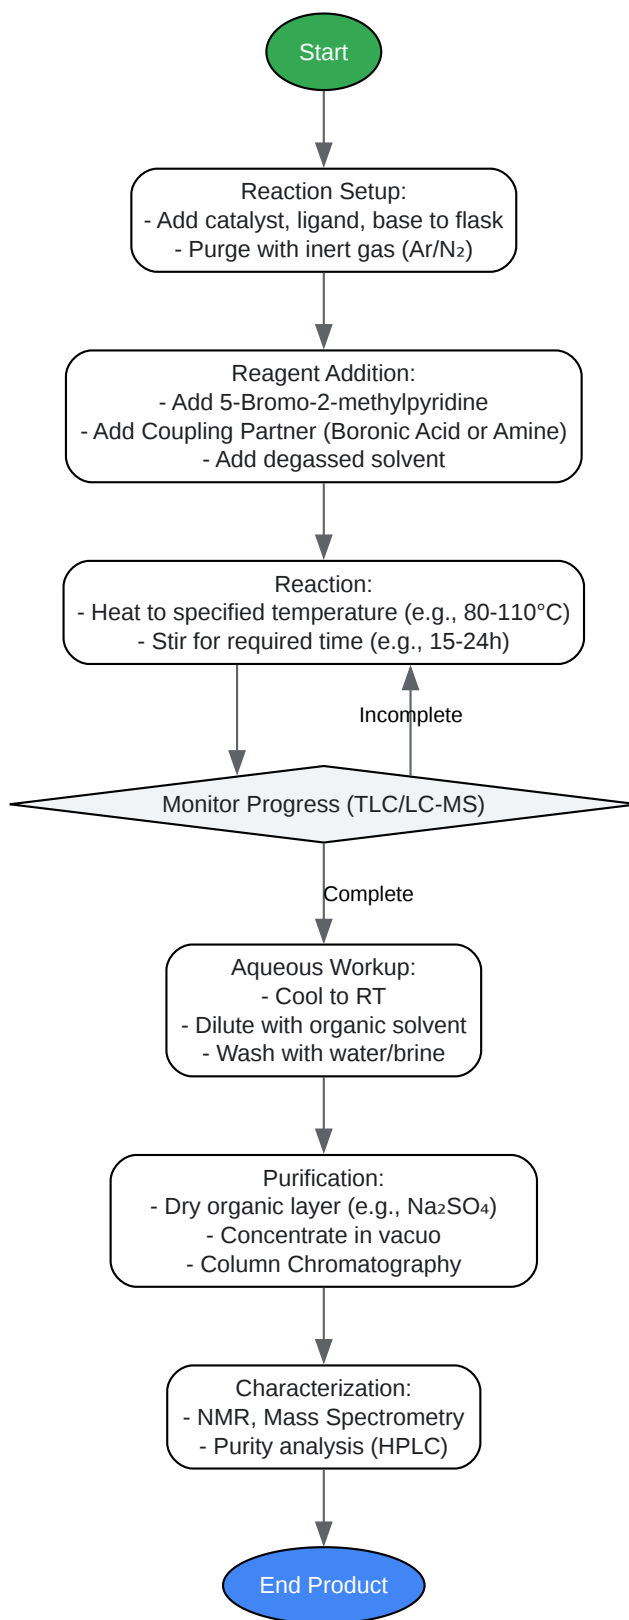 Start
Reaction Setup:
- Add catalyst, ligand, base to flask
- Purge with inert gas (Ar/N₂)
Reagent Addition:
- Add 5-Bromo-2-methylpyridine
- Add Coupling Partner (Boronic Acid or Amine)
- Add degassed solvent
Reaction:
- Heat to specified temperature (e.g., 80-110°C)
- Stir for required time (e.g., 15-24h)
Incomplete
Monitor Progress (TLC/LC-MS)
Complete
Aqueous Workup:
- Cool to RT
- Dilute with organic solvent
- Wash with water/brine
Purification:
- Dry organic layer (e.g., Na₂SO₄)
- Concentrate in vacuo
- Column Chromatography
Characterization:
- NMR, Mass Spectrometry
- Purity analysis (HPLC)
End Product